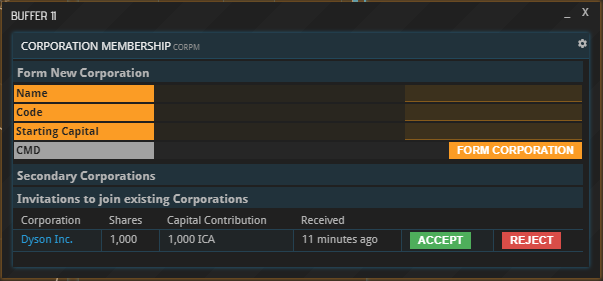 BUFFER 11
_ X
CORPORATION MEMBERSHIP CORPM
Form New Corporation
Name
Code
Starting Capital
CMD FORM CORPORATION
Secondary Corporations
Invitations to join existing Corporations
Corporation Shares Capital Contribution Received
Dyson Inc. 1,000 1,000 ICA 11 minutes ago ACCEPT REJECT